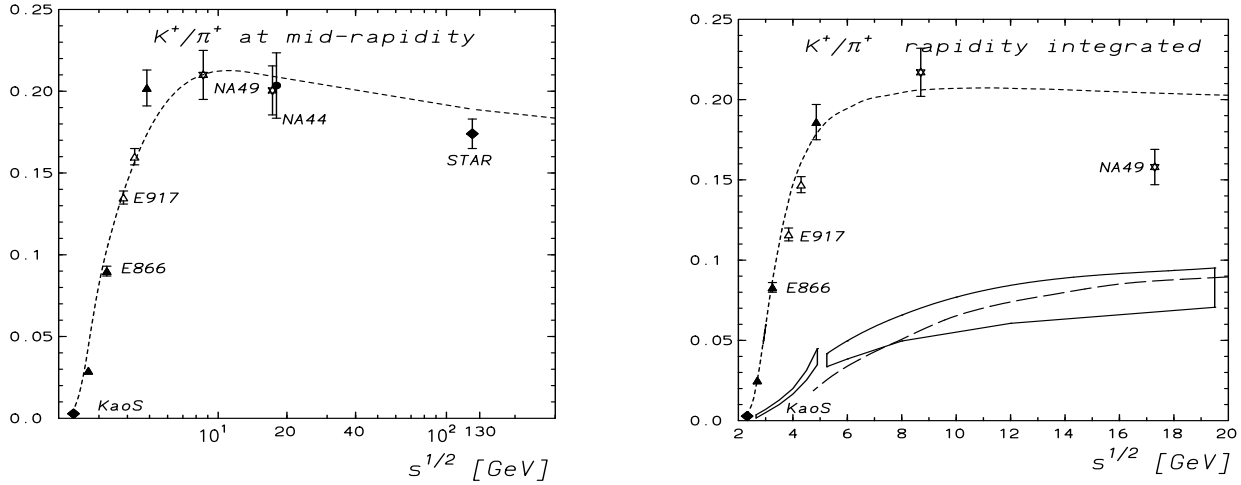 K⁺/π⁺ at mid-rapidity
0.25
0.20
0.15
0.10
0.05
0.0
NA49
NA44
STAR
E917
E866
KaoS
10¹ 20 40 10² 130
s^{1/2} [GeV]
K⁺/π⁺ rapidity integrated
0.25
0.20
0.15
0.10
0.05
0.0
NA49
E917
E866
KaoS
2 4 6 8 10 12 14 16 18 20
s^{1/2} [GeV]